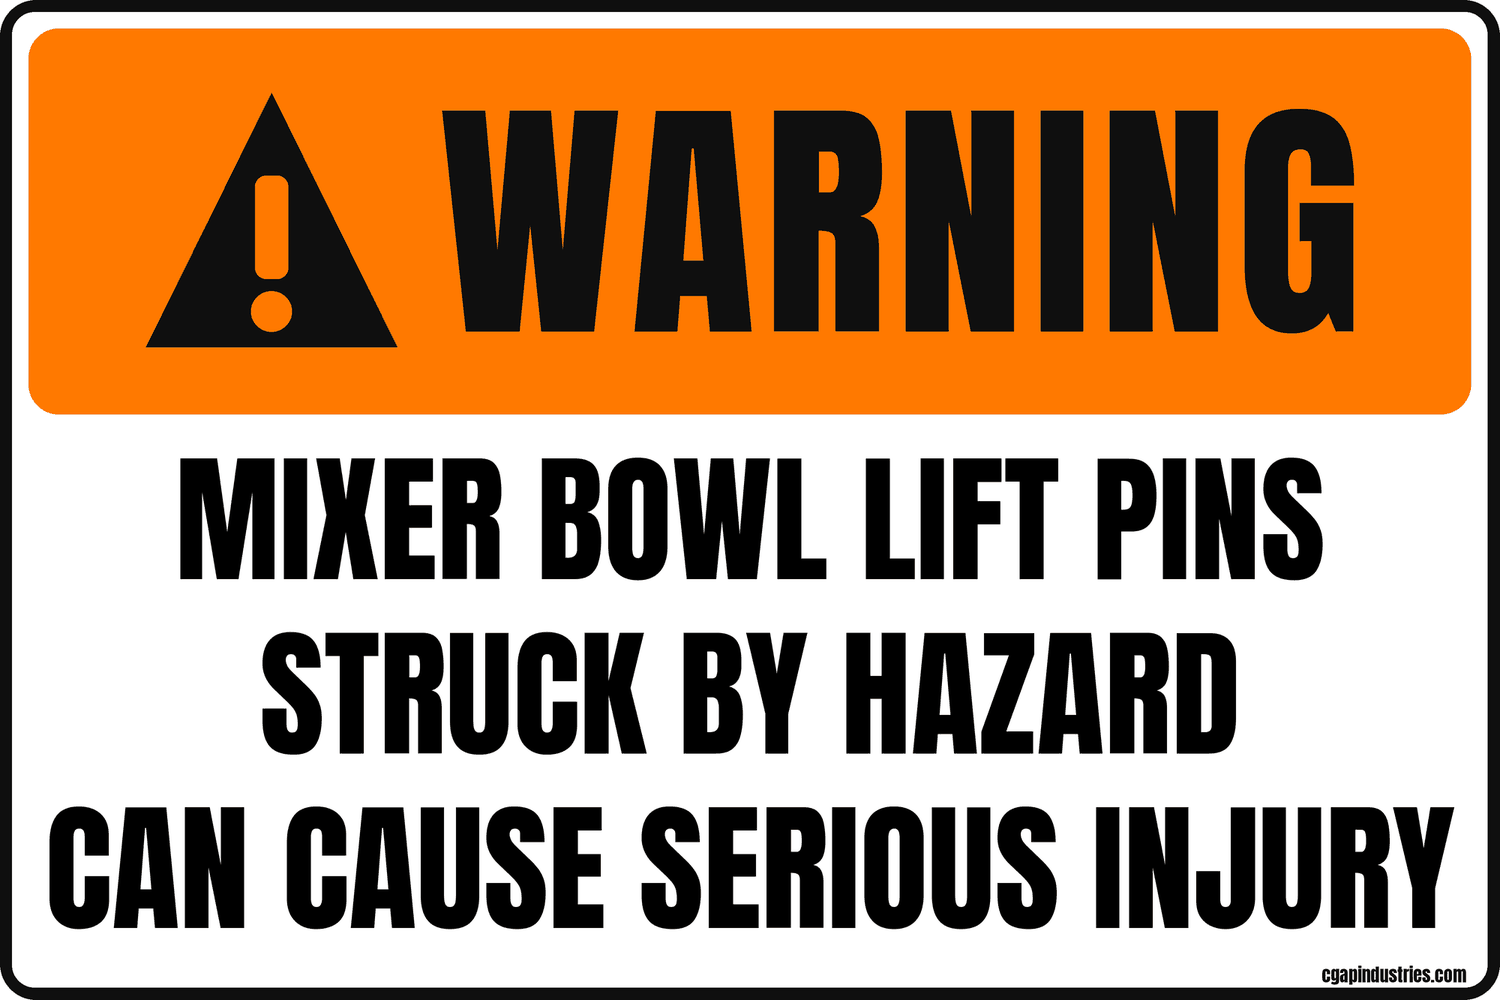 WARNING
MIXER BOWL LIFT PINS
STRUCK BY HAZARD
CAN CAUSE SERIOUS INJURY
cgapindustries.com